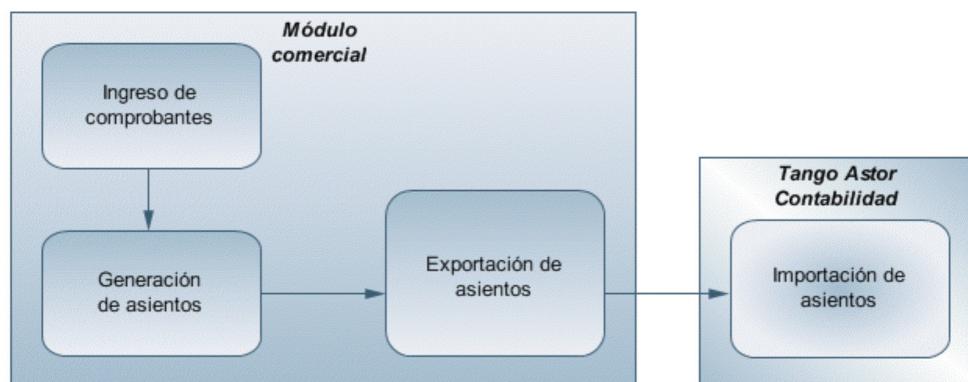 Módulo
comercial
Ingreso de
comprobantes
Generación
de asientos
Exportación de
asientos
Tango Astor
Contabilidad
Importación de
asientos